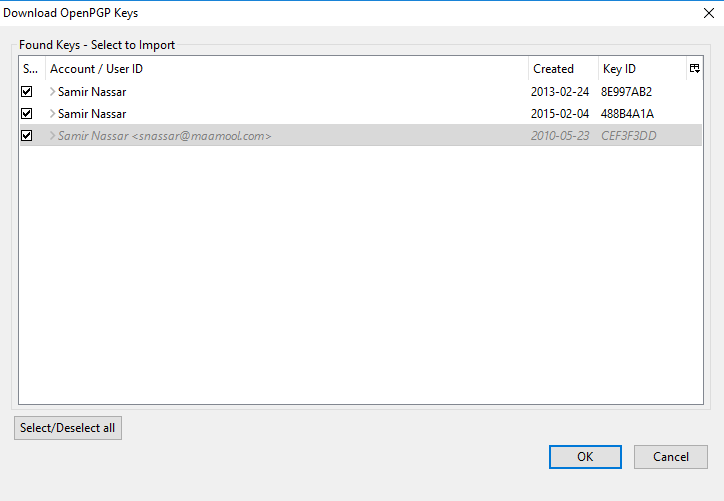 Download OpenPGP Keys
Found Keys - Select to Import
S... Account / User ID Created Key ID
Samir Nassar 2013-02-24 8E997AB2
Samir Nassar 2015-02-04 488B4A1A
Samir Nassar <snassar@maamool.com> 2010-05-23 CEF3F3DD
Select/Deselect all
OK Cancel